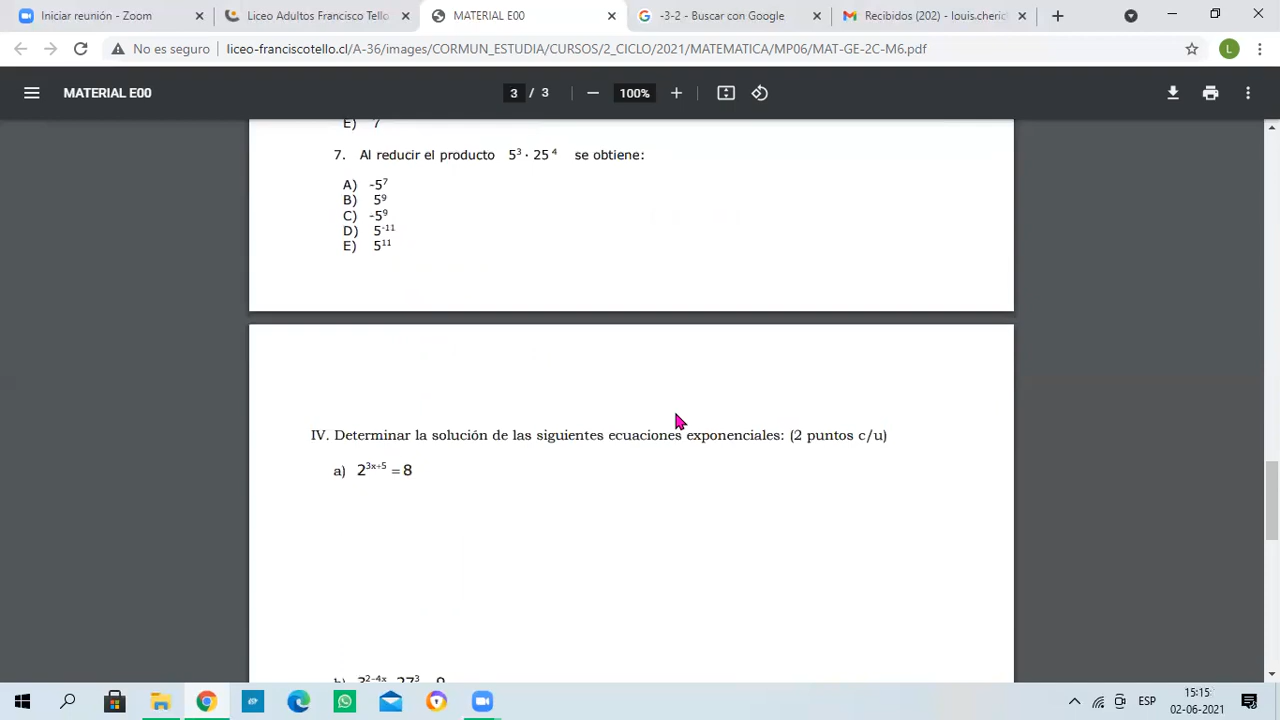 Iniciar reunión - Zoom
Liceo Adultos Francisco Tello
MATERIAL E00
-3-2 - Buscar con Google
Recibidos (202) - louis.cheric
No es seguro
liceo-franciscotello.cl/A-36/images/CORMUN_ESTUDIA/CURSOS/2_CICLO/2021/MATEMATICA/MP06/MAT-GE-2C-M6.pdf
L
MATERIAL E00
3 / 3
100%
E) 7
7. Al reducir el producto 5³ · 25⁴ se obtiene:
A) -5⁷
B) 5⁹
C) -5⁹
D) 5⁻¹¹
E) 5¹¹
IV. Determinar la solución de las siguientes ecuaciones exponenciales: (2 puntos c/u)
a) 2³ˣ⁺⁵ = 8
ESP
15:15
02-06-2021